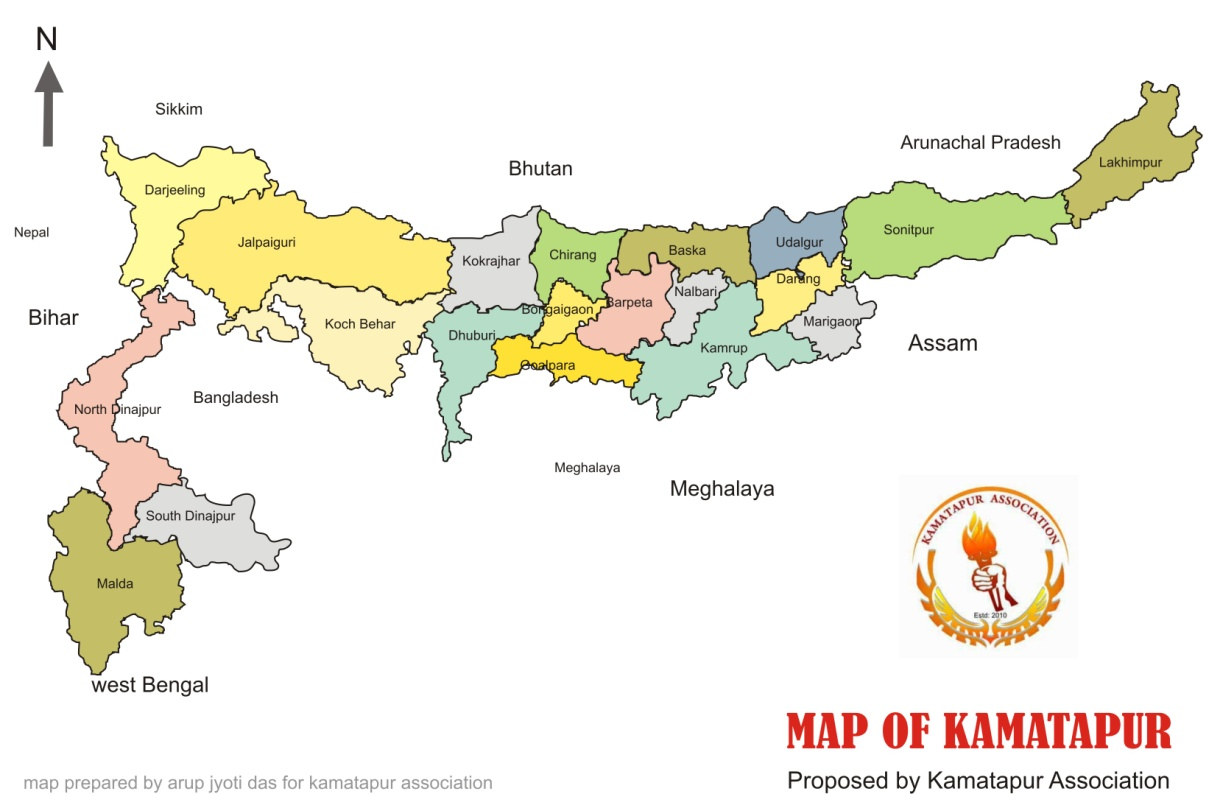 N
Sikkim
Arunachal Pradesh
Lakhimpur
Bhutan
Darjeeling
Nepal
Jalpaiguri
Kokrajhar
Chirang
Baska
Udalgur
Sonitpur
Bihar
Koch Behar
Dhuburi
Bongaigaon
Barpeta
Nalbari
Darang
Marigaon
Kamrup
Goalpara
Assam
Bangladesh
North Dinajpur
Meghalaya
Meghalaya
South Dinajpur
Malda
west Bengal
KAMATAPUR ASSOCIATION
Estd: 2010
MAP OF KAMATAPUR
Proposed by Kamatapur Association
map prepared by arup jyoti das for kamatapur association